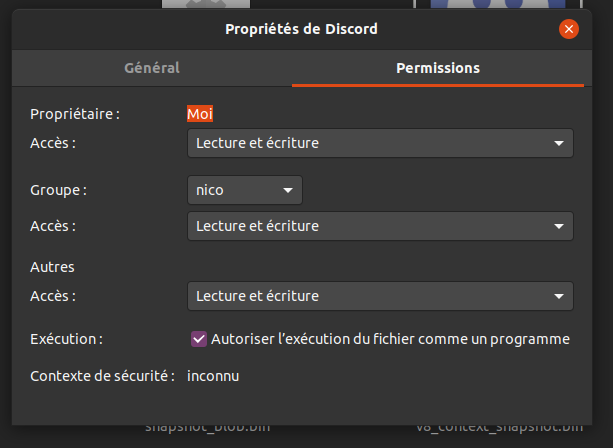 Propriétés de Discord
Général Permissions
Propriétaire : Moi
Accès : Lecture et écriture
Groupe : nico
Accès : Lecture et écriture
Autres
Accès : Lecture et écriture
Exécution : Autoriser l'exécution du fichier comme un programme
Contexte de sécurité : inconnu
snapshot_blob.bin v8_context_snapshot.bin